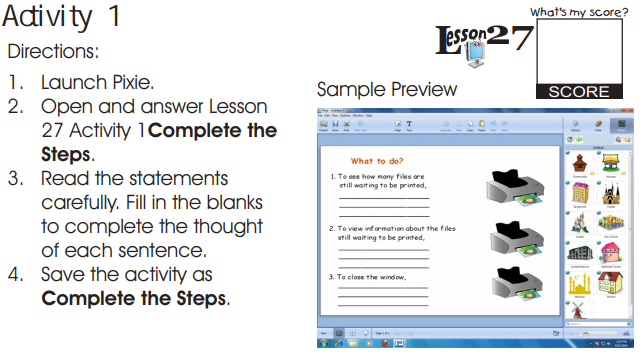 Activity 1
What's my score?
Lesson 27
SCORE
Directions:
1. Launch Pixie.
2. Open and answer Lesson
27 Activity 1Complete the
Steps.
3. Read the statements
carefully. Fill in the blanks
to complete the thought
of each sentence.
4. Save the activity as
Complete the Steps.
Sample Preview
What to do?
1. To see how many files are
still waiting to be printed,
2. To view information about the files
still waiting to be printed,
3. To close the window,